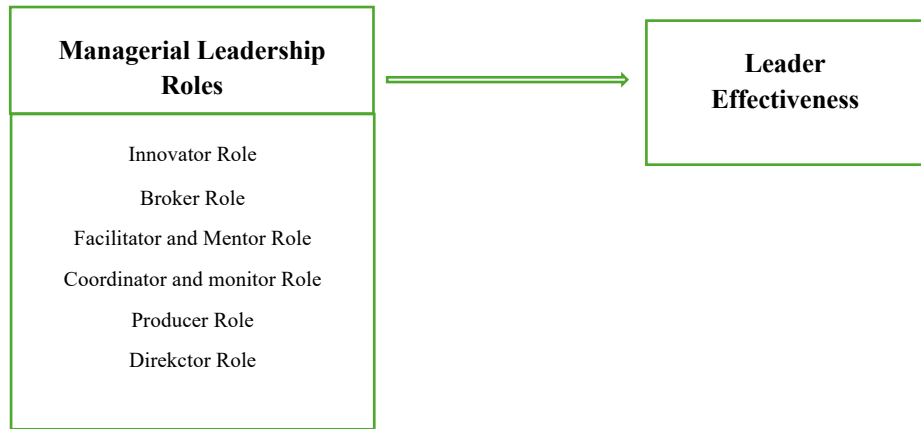 Managerial Leadership
Roles
Innovator Role
Broker Role
Facilitator and Mentor Role
Coordinator and monitor Role
Producer Role
Direkctor Role
Leader
Effectiveness